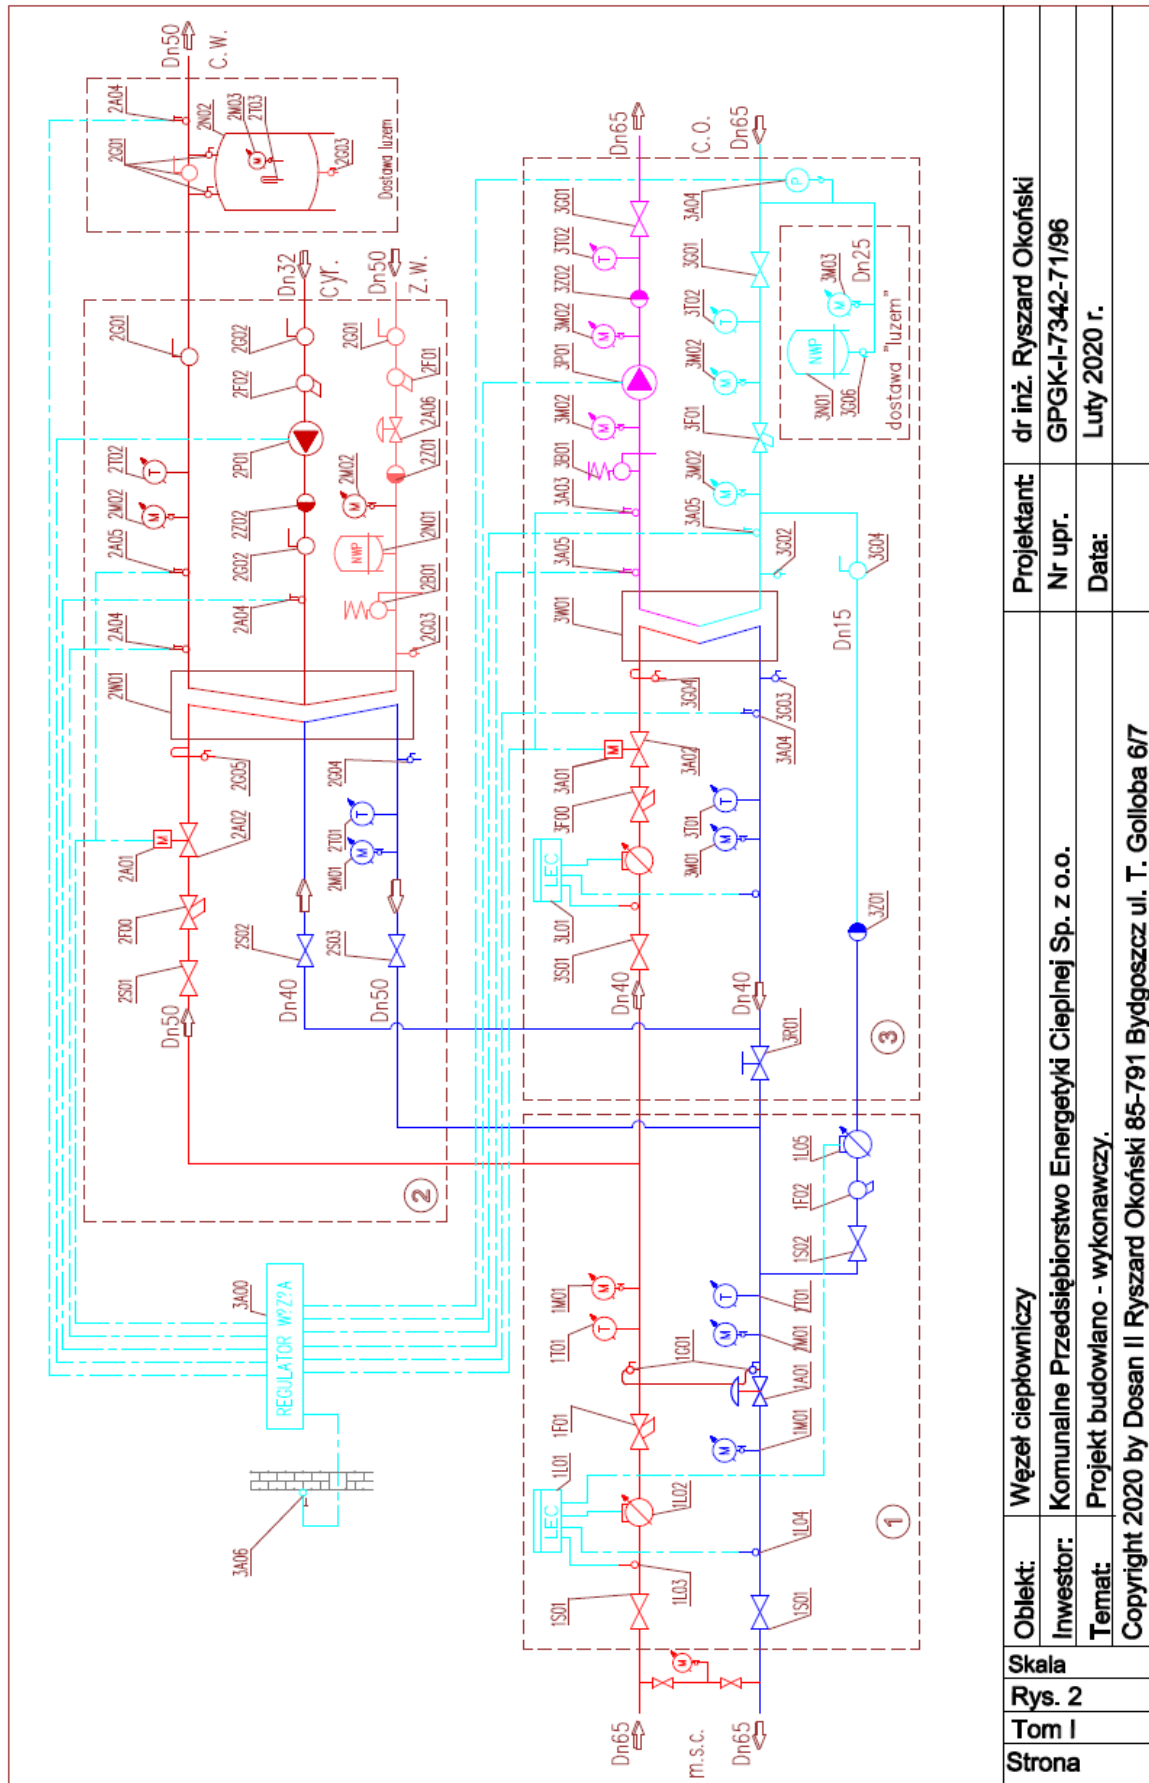 Dn50
C.W.
2A04
2N02
2M03
2T03
2G01
M
2G03
Dostawa luzem
2G01
2T02
T
2M02
M
2A05
2A04
2W01
2G05
2A02
M
2A01
2F00
2S01
Dn50
Dn32
Cyr.
2G02
2F02
2P01
2Z02
2G02
2A04
2S02
Dn40
Dn50
Z.W.
2G01
2F01
2A06
2Z01
2M02
M
NWP
2N01
2B01
2G03
2G04
T
2T01
M
2M01
2S03
Dn50
2
REGULATOR W?Z?A
3A00
3A06
Dn65
C.O.
Dn65
3G01
3T02
T
3Z02
3M02
M
3P01
3M02
M
3B01
3A03
3A05
3W01
3G04
3A02
M
3A01
3F00
LEC
3L01
3S01
Dn40
P
3A04
3G01
3T02
T
3M02
M
3F01
3M02
M
3A05
3G02
3G03
3A04
T
3T01
M
3M01
Dn40
3R01
Dn25
3M03
M
NWP
3N01
3G06
dostawa "luzem"
3G04
Dn15
3Z01
3
1L05
1F02
1S02
1M01
M
1T01
T
1G01
1F01
LEC
1L01
1L02
1L03
1S01
T
2T01
M
2M01
1A01
M
1M01
1L04
1S01
1
M
Dn65
m.s.c.
Dn65
Obiekt: Węzeł ciepłowniczy
Projektant: dr inż. Ryszard Okoński
Inwestor: Komunalne Przedsiębiorstwo Energetyki Cieplnej Sp. z o.o.
Nr upr. GPGK-I-7342-71/96
Temat: Projekt budowlano - wykonawczy.
Data: Luty 2020 r.
Copyright 2020 by Dosan II Ryszard Okoński 85-791 Bydgoszcz ul. T. Golloba 6/7
Skala
Rys. 2
Tom I
Strona